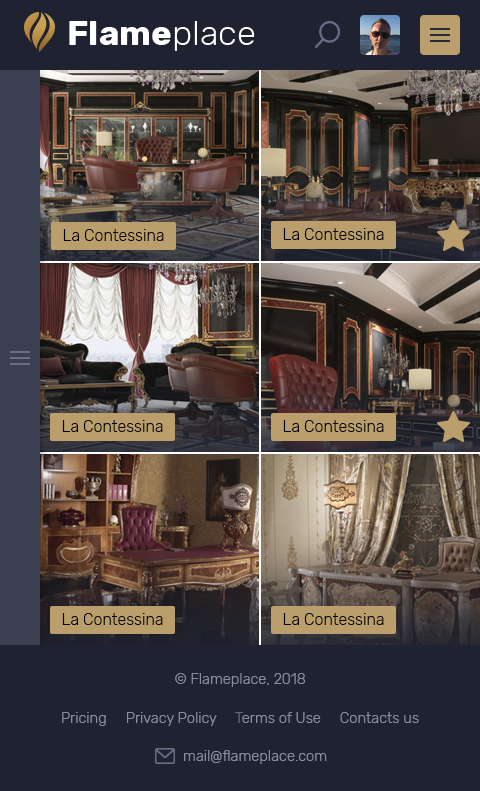 Flameplace
La Contessina
La Contessina
La Contessina
La Contessina
La Contessina
La Contessina
© Flameplace, 2018
Pricing Privacy Policy Terms of Use Contacts us
mail@flameplace.com